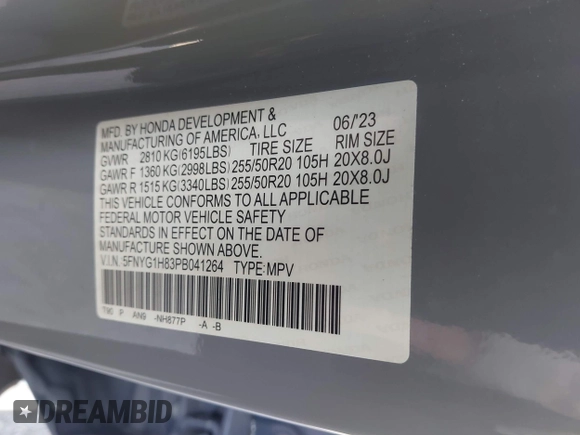 MFD. BY HONDA DEVELOPMENT & 06/'23
MANUFACTURING OF AMERICA, LLC
GVWR 2810 KG(6195LBS) TIRE SIZE RIM SIZE
GAWR F 1360 KG(2998LBS) 255/50R20 105H 20X8.0J
GAWR R 1515 KG(3340LBS) 255/50R20 105H 20X8.0J
THIS VEHICLE CONFORMS TO ALL APPLICABLE
FEDERAL MOTOR VEHICLE SAFETY
STANDARDS IN EFFECT ON THE DATE OF
MANUFACTURE SHOWN ABOVE.
V.I.N. 5FNYG1H83PB041264 TYPE:MPV
T90 P AN9 -NH877P -A -B
DREAMBID